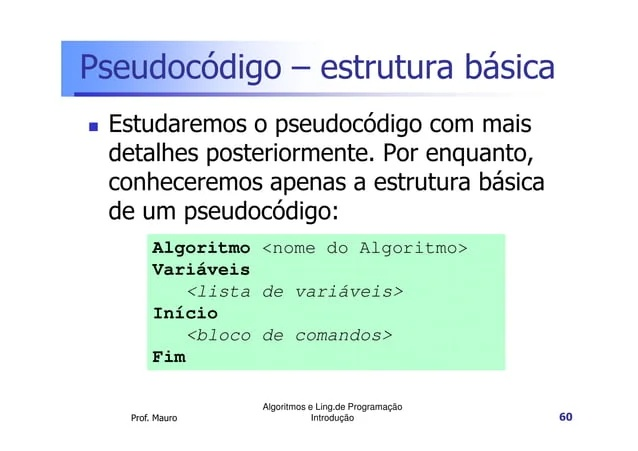 Pseudocódigo – estrutura básica
Estudaremos o pseudocódigo com mais
detalhes posteriormente. Por enquanto,
conheceremos apenas a estrutura básica
de um pseudocódigo:
Algoritmo <nome do Algoritmo>
Variáveis
<lista de variáveis>
Início
<bloco de comandos>
Fim
Prof. Mauro
Algoritmos e Ling.de Programação
Introdução
60